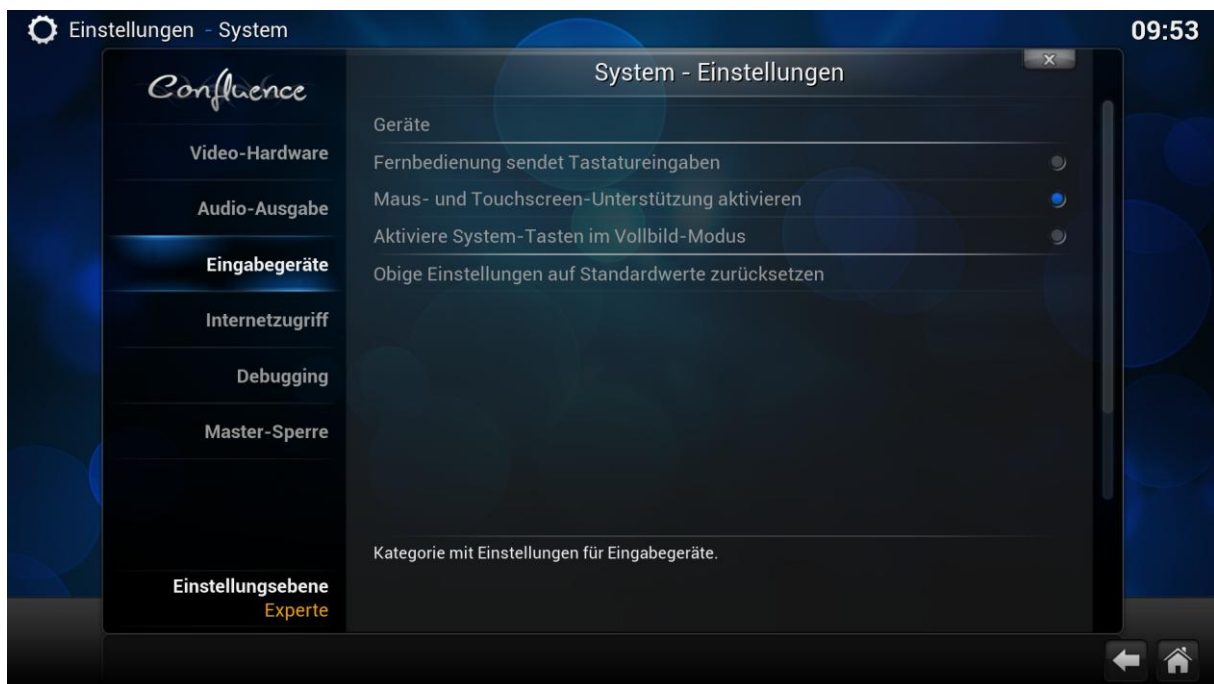 Einstellungen - System
09:53
Confluence
Video-Hardware
Audio-Ausgabe
Eingabegeräte
Internetzugriff
Debugging
Master-Sperre
Einstellungsebene
Experte
System - Einstellungen
X
Geräte
Fernbedienung sendet Tastatureingaben
Maus- und Touchscreen-Unterstützung aktivieren
Aktiviere System-Tasten im Vollbild-Modus
Obige Einstellungen auf Standardwerte zurücksetzen
Kategorie mit Einstellungen für Eingabegeräte.